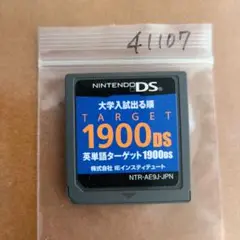 41107
NINTENDO DS
大学入試出る順
TARGET
1900DS
英単語ターゲット1900DS
株式会社 IEインスティテュート
NTR-AE9J-JPN